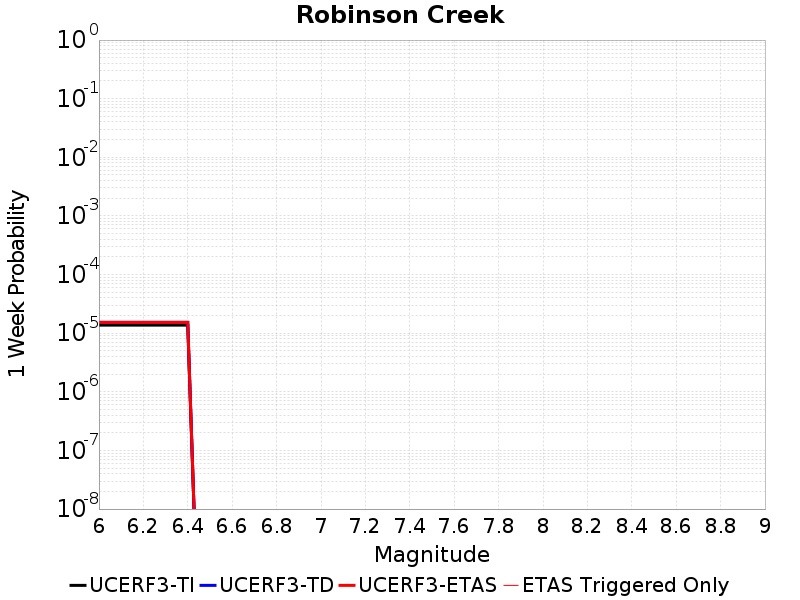 Robinson Creek
1 Week Probability
10^0
10^-1
10^-2
10^-3
10^-4
10^-5
10^-6
10^-7
10^-8
6 6.2 6.4 6.6 6.8 7 7.2 7.4 7.6 7.8 8 8.2 8.4 8.6 8.8 9
Magnitude
UCERF3-TI UCERF3-TD UCERF3-ETAS ETAS Triggered Only